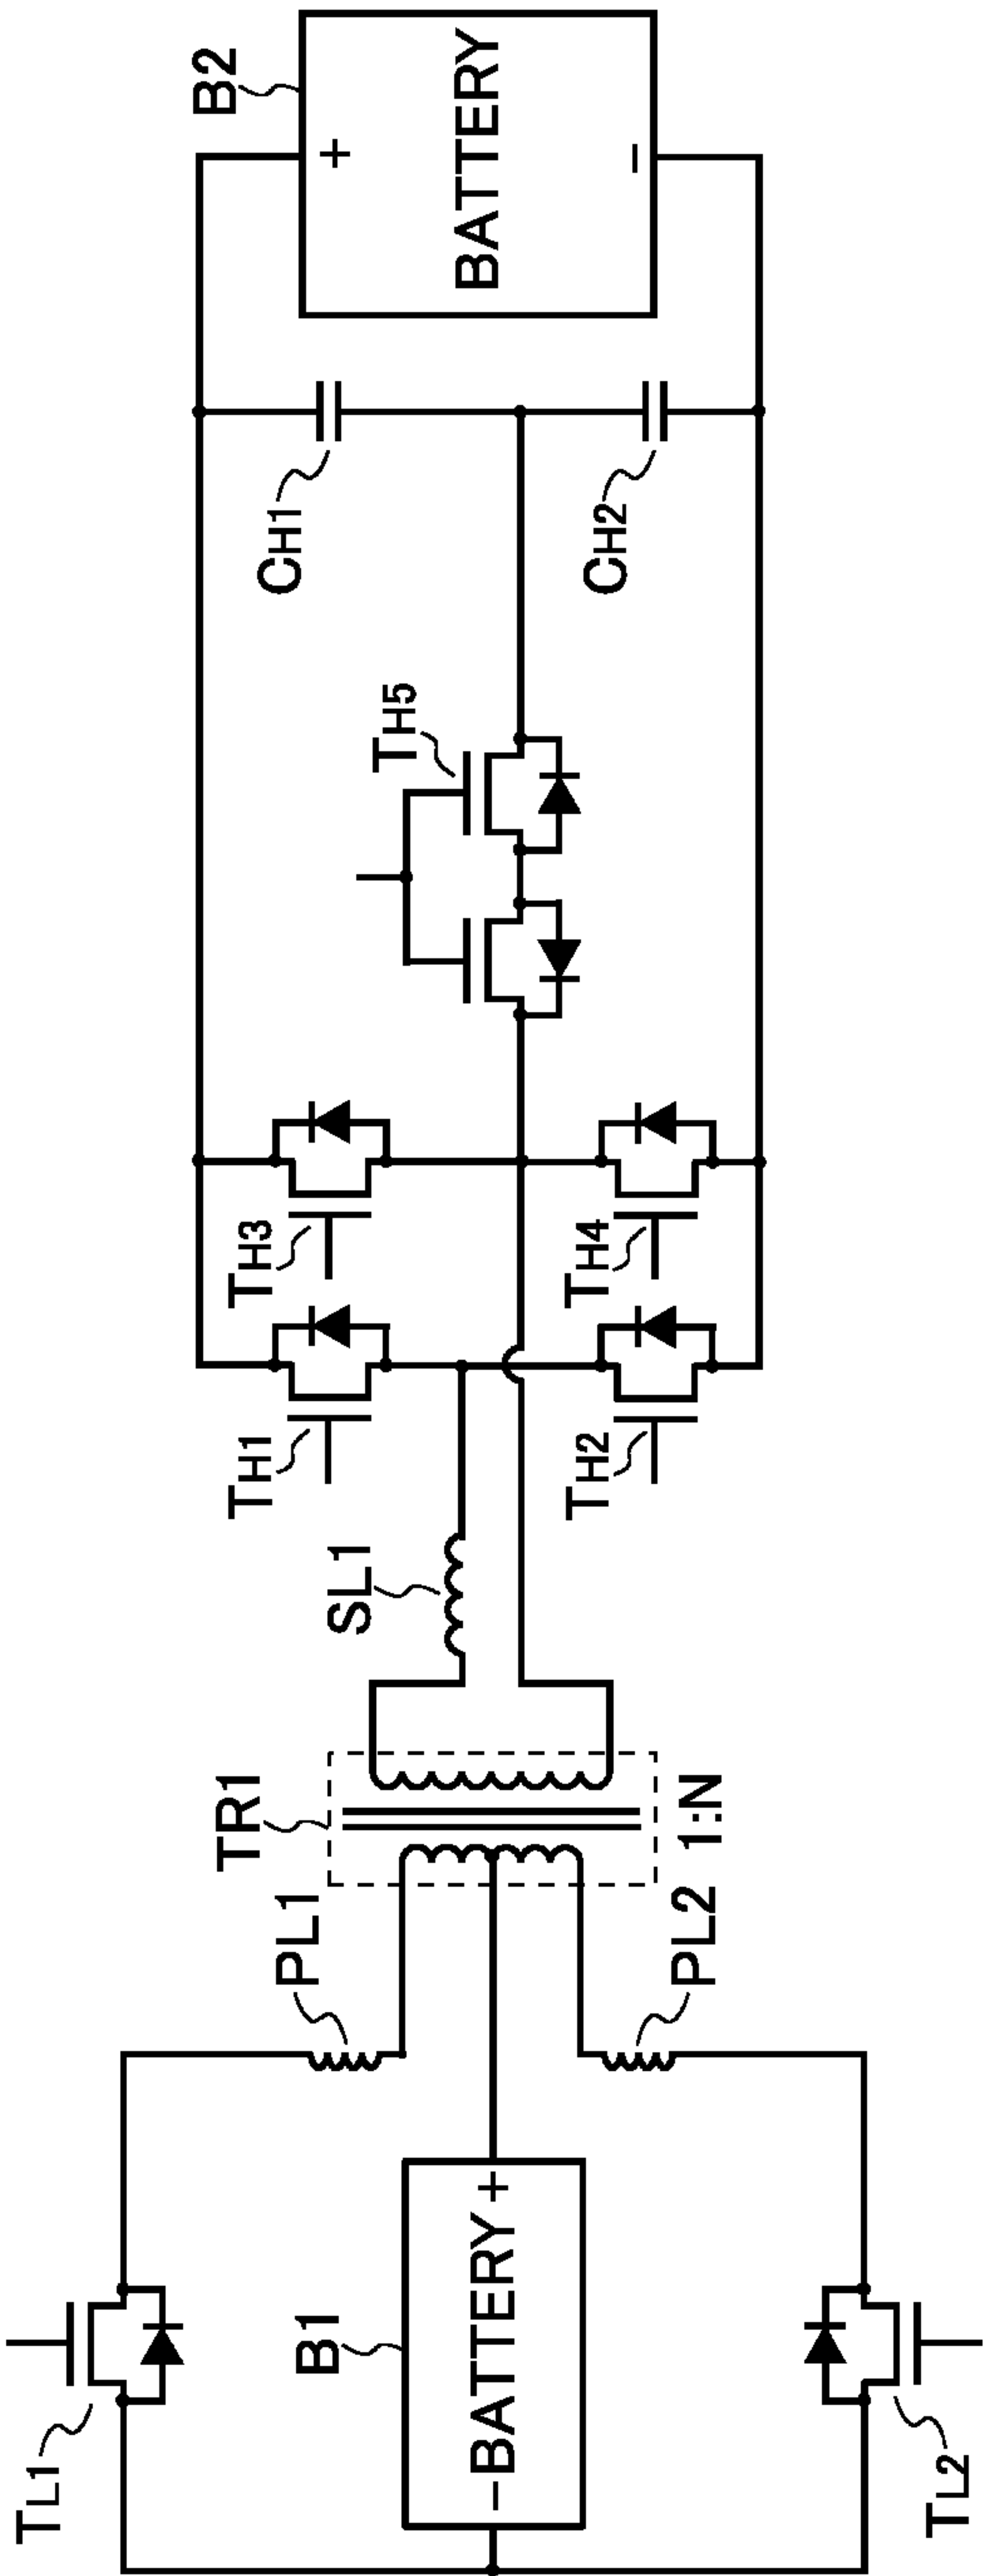 TL1
B1
− BATTERY +
TL2
PL1
PL2
TR1
1:N
SL1
TH1
TH2
TH3
TH4
TH5
CH1
CH2
B2
+
BATTERY
−